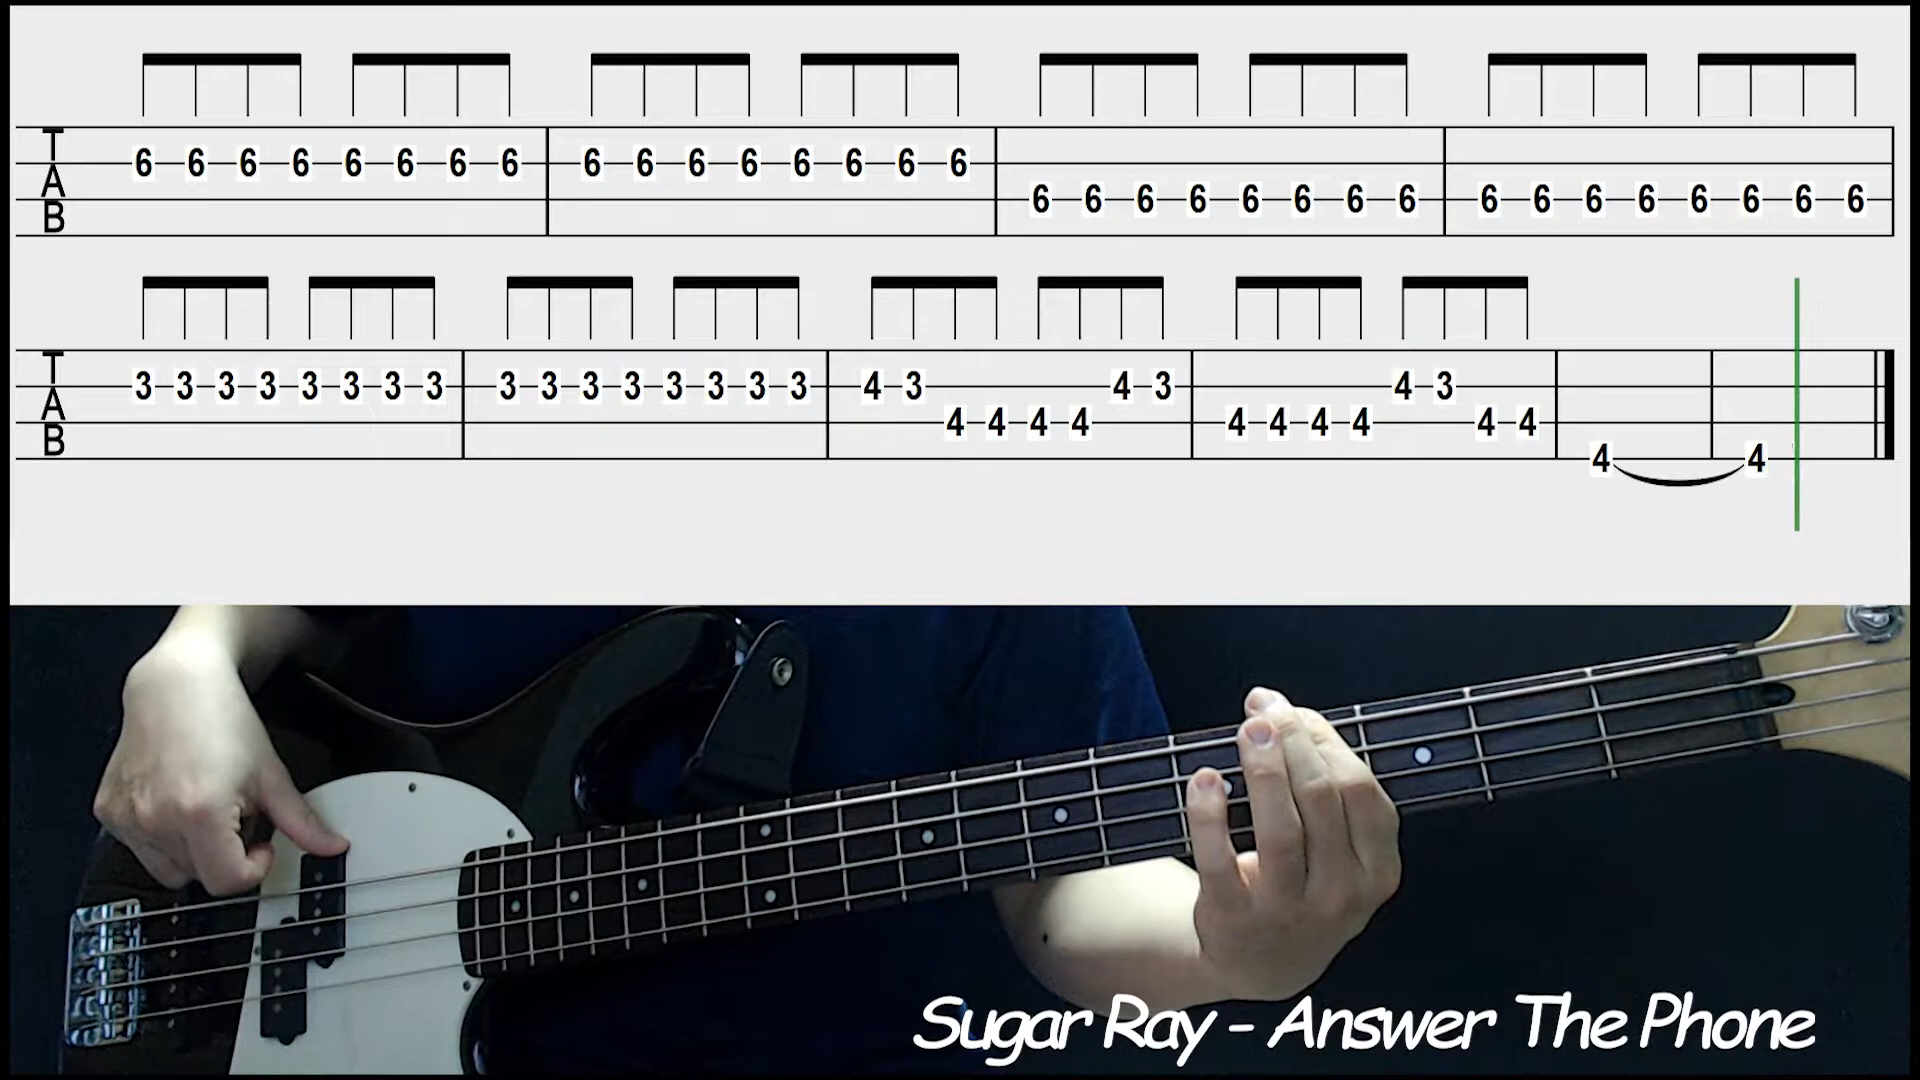 T
A
B
6 6 6 6 6 6 6 6 6 6 6 6 6 6 6 6
6 6 6 6 6 6 6 6 6 6 6 6 6 6 6 6
T
A
B
3 3 3 3 3 3 3 3 3 3 3 3 3 3 3 3 4 3 4 3 4 3
4 4 4 4 4 4 4 4 4 4
4 4
Sugar Ray - Answer The Phone